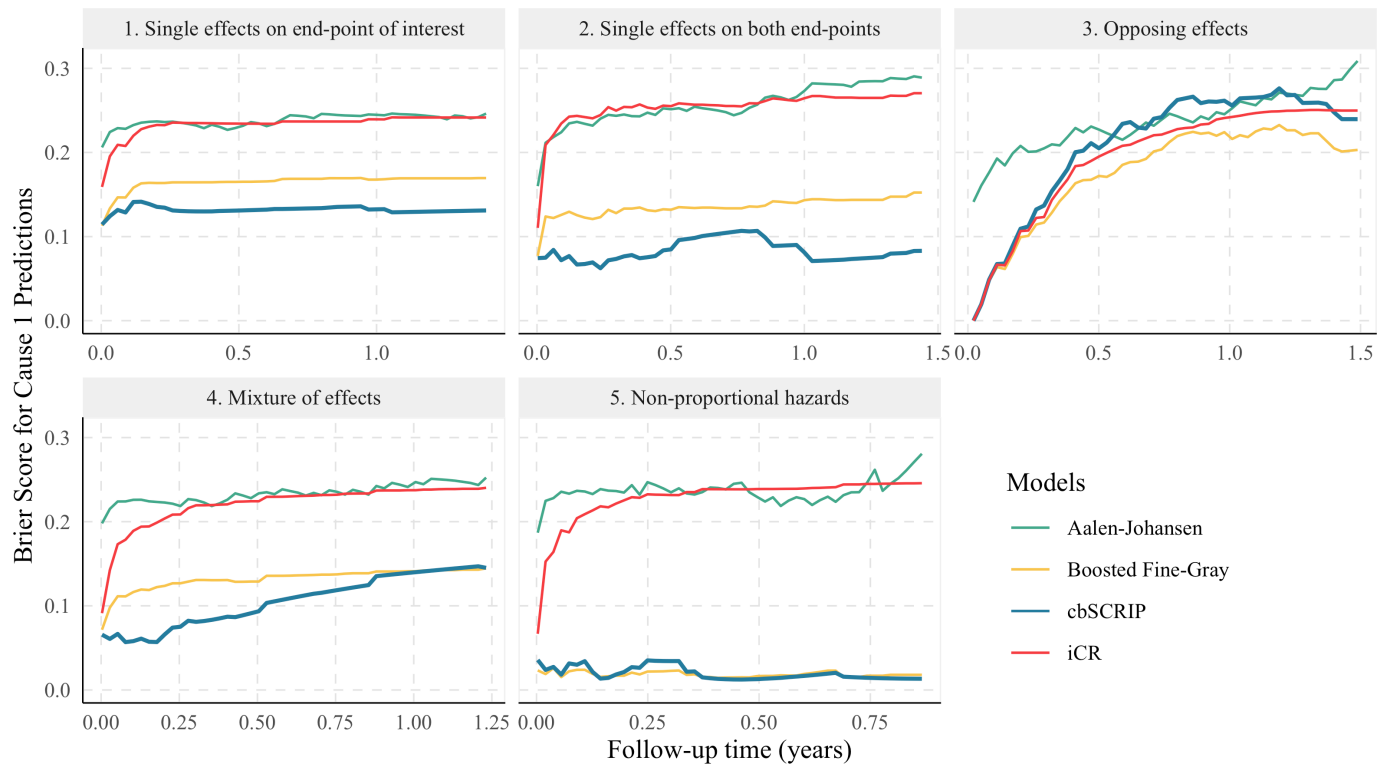 1. Single effects on end-point of interest
2. Single effects on both end-points
3. Opposing effects
0.3
0.2
0.1
0.0
0.0 0.5 1.0
0.0 0.5 1.0 1.5
0.0 0.5 1.0 1.5
Brier Score for Cause 1 Predictions
4. Mixture of effects
5. Non-proportional hazards
0.3
0.2
0.1
0.0
0.00 0.25 0.50 0.75 1.00 1.25
0.00 0.25 0.50 0.75
Follow-up time (years)
Models
Aalen-Johansen
Boosted Fine-Gray
cbSCRIP
iCR